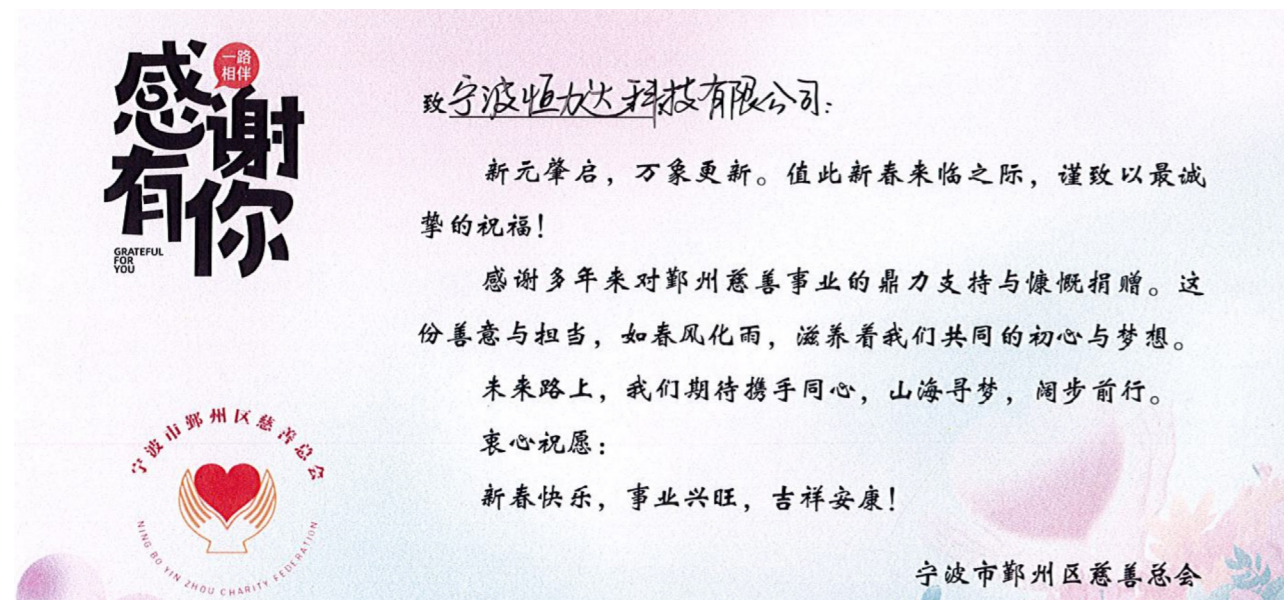 感谢有你
一路
相伴
GRATEFUL
FOR
YOU
致宁波恒力达科技有限公司:
新元肇启，万象更新。值此新春来临之际，谨致以最诚
挚的祝福！
感谢多年来对鄞州慈善事业的鼎力支持与慷慨捐赠。这
份善意与担当，如春风化雨，滋养着我们共同的初心与梦想。
未来路上，我们期待携手同心，山海寻梦，阔步前行。
衷心祝愿：
新春快乐，事业兴旺，吉祥安康！
宁波市鄞州区慈善总会
宁波市鄞州区慈善总会
NING BO YIN ZHOU CHARITY FEDERATION